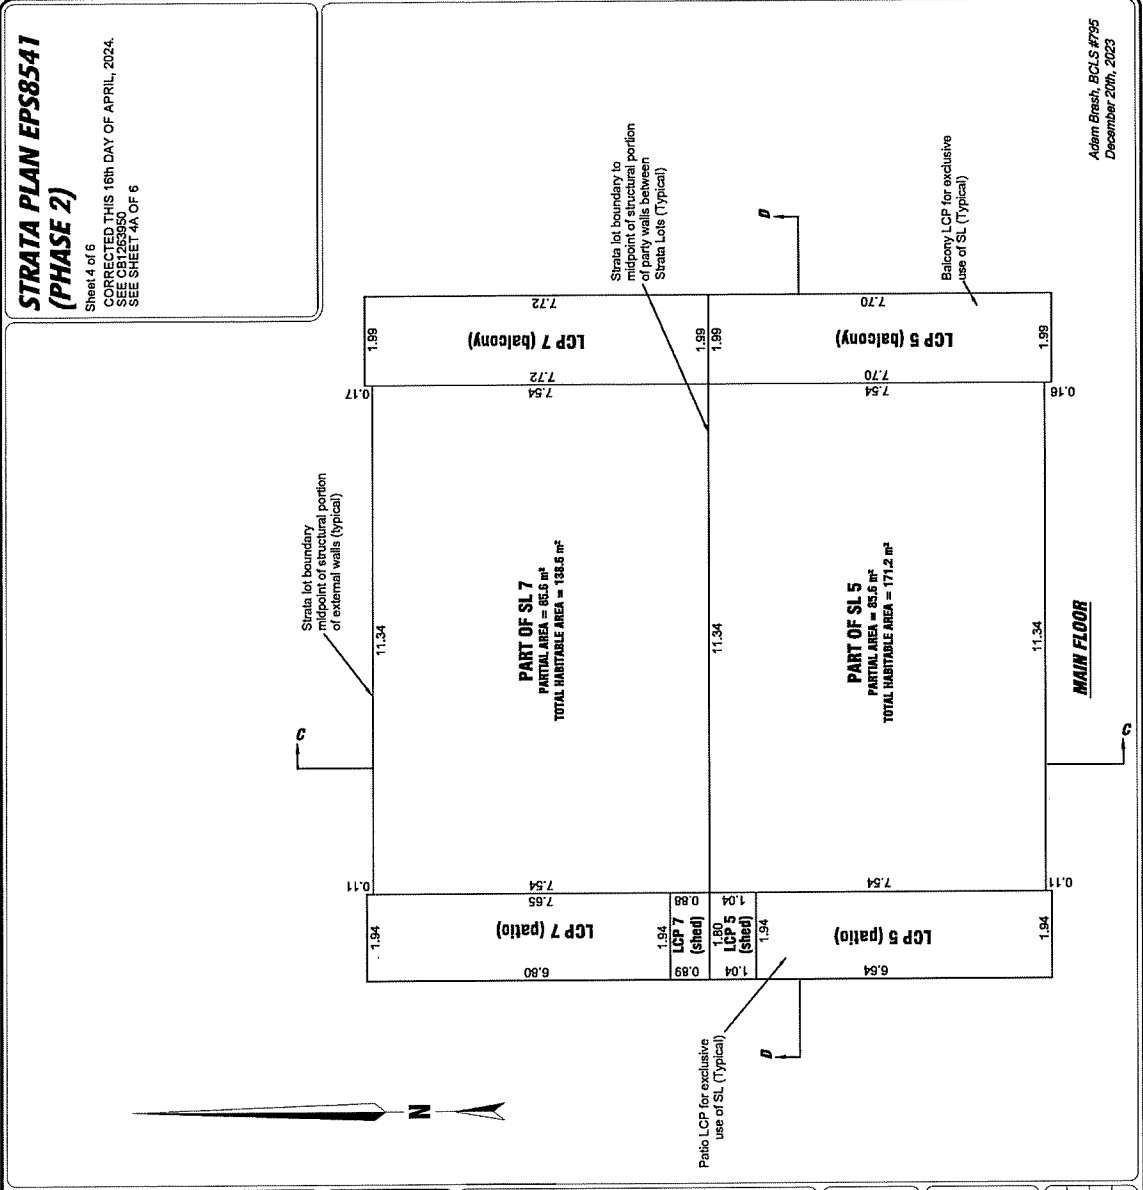 STRATA PLAN EPS8541
(PHASE 2)
Sheet 4 of 6
CORRECTED THIS 16th DAY OF APRIL, 2024.
SEE CB1263950
SEE SHEET 4A OF 6
Adam Brash, BCLS #795
December 20th, 2023
Strata lot boundary
midpoint of structural portion
of external walls (typical)
Strata lot boundary to
midpoint of structural portion
of party walls between
Strata Lots (Typical)
Balcony LCP for exclusive
use of SL (Typical)
Patio LCP for exclusive
use of SL (Typical)
LCP 7 (balcony)
7.72
7.72
1.99
1.99
LCP 5 (balcony)
7.70
7.70
1.99
1.99
0.17
7.54
7.54
0.16
C
D
11.34
PART OF SL 7
PARTIAL AREA = 85.6 m²
TOTAL HABITABLE AREA = 138.6 m²
11.34
PART OF SL 5
PARTIAL AREA = 85.6 m²
TOTAL HABITABLE AREA = 171.2 m²
11.34
C
0.11
7.54
7.54
0.11
7.65
0.88
1.04
1.94
LCP 7 (patio)
1.94
LCP 7
(shed)
1.80
LCP 5
(shed)
1.94
LCP 5 (patio)
1.94
6.80
0.89
1.04
6.64
D
N
MAIN FLOOR